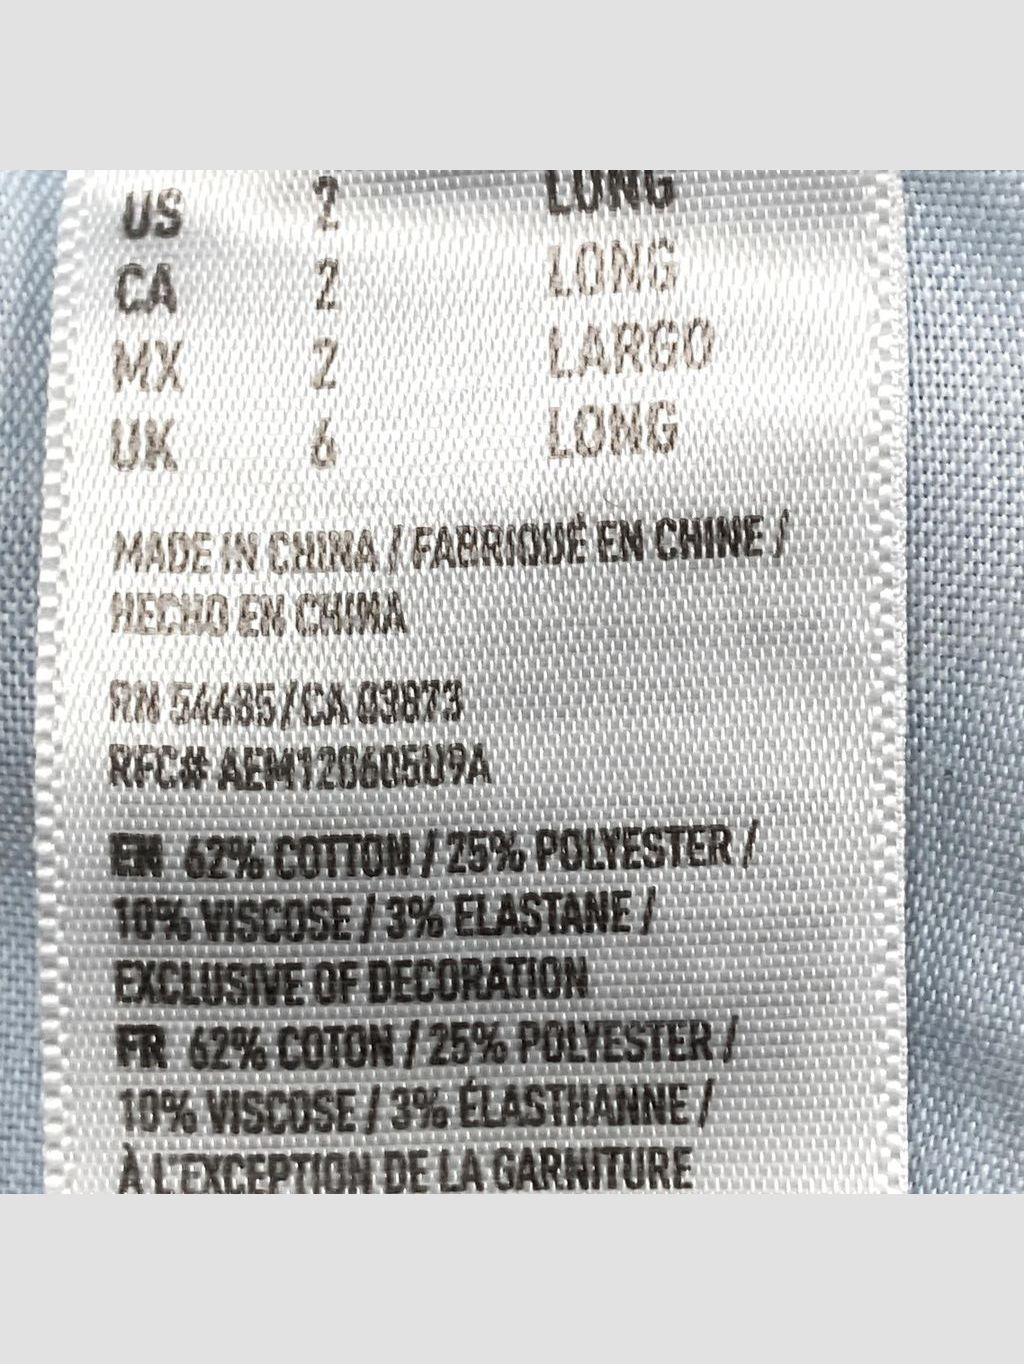 US 2 LONG
CA 2 LONG
MX 2 LARGO
UK 6 LONG
MADE IN CHINA / FABRIQUÉ EN CHINE /
HECHO EN CHINA
RN 54485/CA 03873
RFC# AEM120605U9A
EN 62% COTTON / 25% POLYESTER /
10% VISCOSE / 3% ELASTANE /
EXCLUSIVE OF DECORATION
FR 62% COTON / 25% POLYESTER /
10% VISCOSE / 3% ÉLASTHANNE /
À L'EXCEPTION DE LA GARNITURE